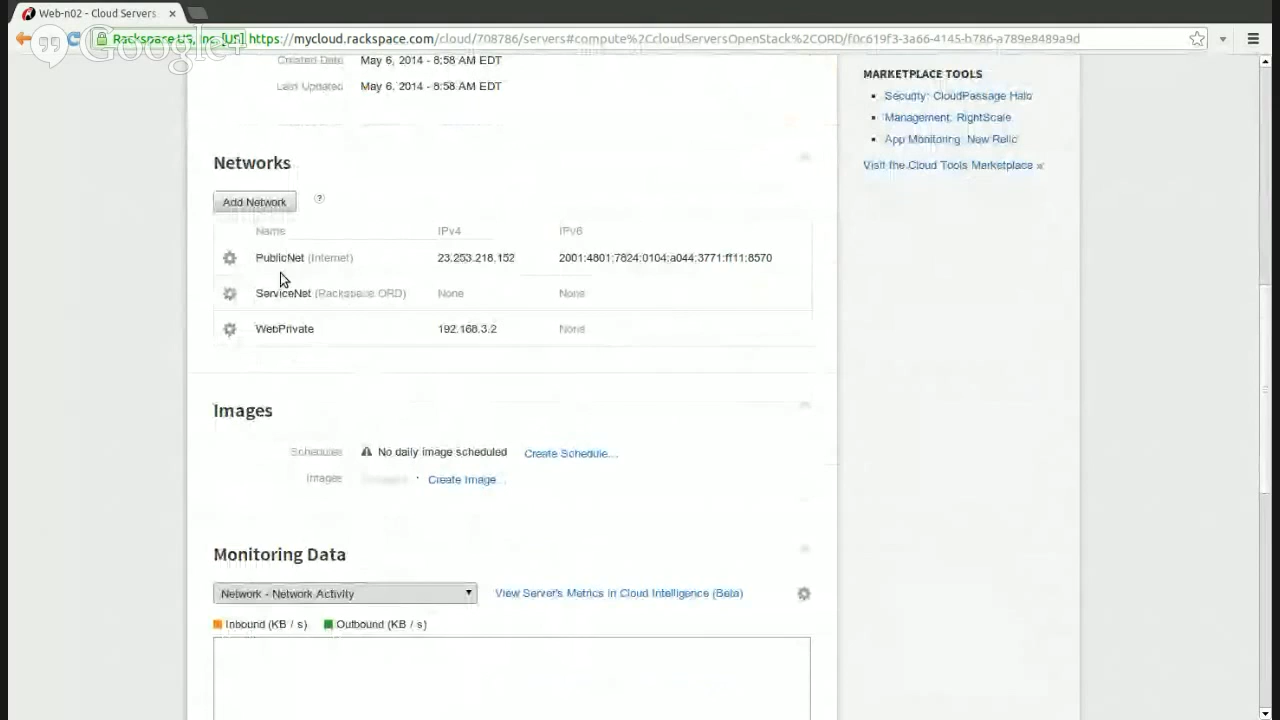 Web-n02 - Cloud Servers ×
Google+
Rackspace US, Inc. [US] https://mycloud.rackspace.com/cloud/708786/servers#compute%2CcloudServersOpenStack%2CORD/f0c619f3-3a66-4145-b786-a789e8489a9d
Created Date May 6, 2014 - 8:58 AM EDT
Last Updated May 6, 2014 - 8:58 AM EDT
Networks
Add Network ?
Name IPv4 IPv6
PublicNet (Internet) 23.253.218.152 2001:4801:7824:0104:a044:3771:ff11:8570
ServiceNet (Rackspace ORD) None None
WebPrivate 192.168.3.2 None
Images
Schedules No daily image scheduled Create Schedule...
Images Create Image...
Monitoring Data
Network - Network Activity View Server's Metrics in Cloud Intelligence (Beta)
Inbound (KB / s) Outbound (KB / s)
MARKETPLACE TOOLS
Security: CloudPassage Halo
Management: RightScale
App Monitoring: New Relic
Visit the Cloud Tools Marketplace »